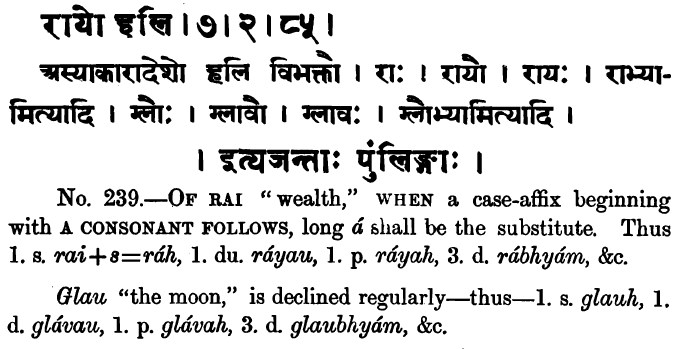 रायो हलि । ७ । २ । ८५ ।
अस्याकारादेशो हलि विभक्तौ । राः । रायौ । रायः । राभ्या-
मित्यादि । ग्लौः । ग्लावौ । ग्लावः । ग्लौभ्यामित्यादि ।
। इत्यजन्ताः पुंलिङ्गाः ।
No. 239.—OF RAI "wealth," WHEN a case-affix beginning
with A CONSONANT FOLLOWS, long á shall be the substitute. Thus
1. s. rai+s=ráh, 1. du. ráyau, 1. p. ráyah, 3. d. rábhyám, &c.
Glau "the moon," is declined regularly—thus—1. s. glauh, 1.
d. glávau, 1. p. glávah, 3. d. glaubhyám, &c.